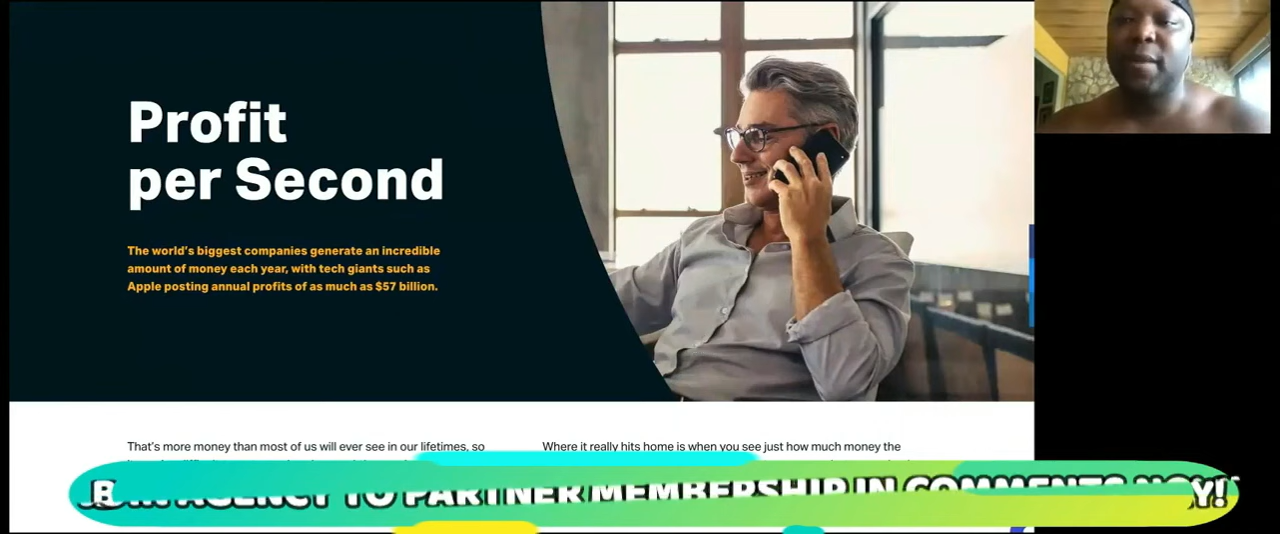 Profit
per Second
The world's biggest companies generate an incredible
amount of money each year, with tech giants such as
Apple posting annual profits of as much as $57 billion.
That's more money than most of us will ever see in our lifetimes, so
Where it really hits home is when you see just how much money the
AGENCY TO PARTNER MEMBERSHIP IN COMMENTS